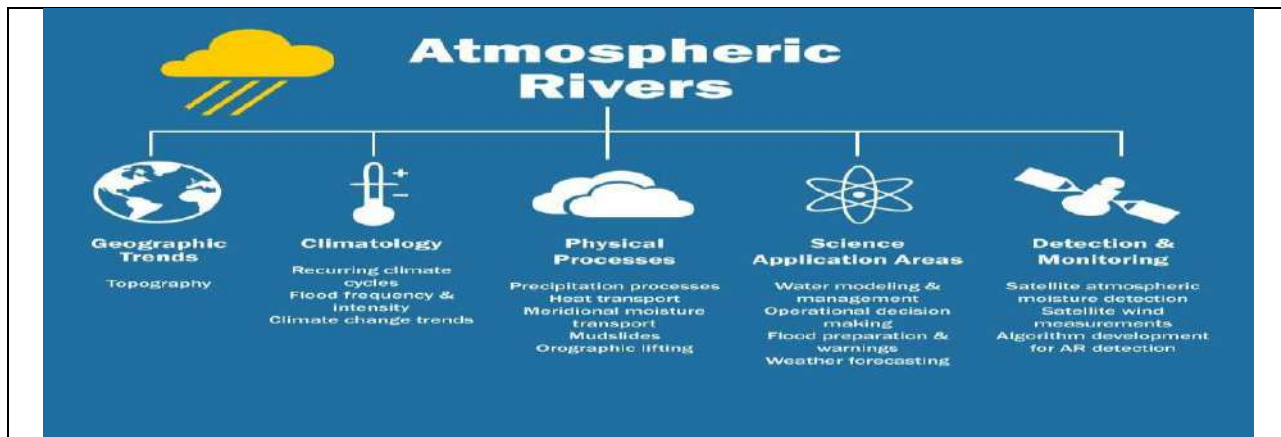 Atmospheric
Rivers
Geographic
Trends
Topography
Climatology
Recurring climate
cycles
Flood frequency &
intensity
Climate change trends
Physical
Processes
Precipitation processes
Heat transport
Meridional moisture
transport
Mudslides
Orographic lifting
Science
Application Areas
Water modeling &
management
Operational decision
making
Flood preparation &
warnings
Weather forecasting
Detection &
Monitoring
Satellite atmospheric
moisture detection
Satellite wind
measurements
Algorithm development
for AR detection